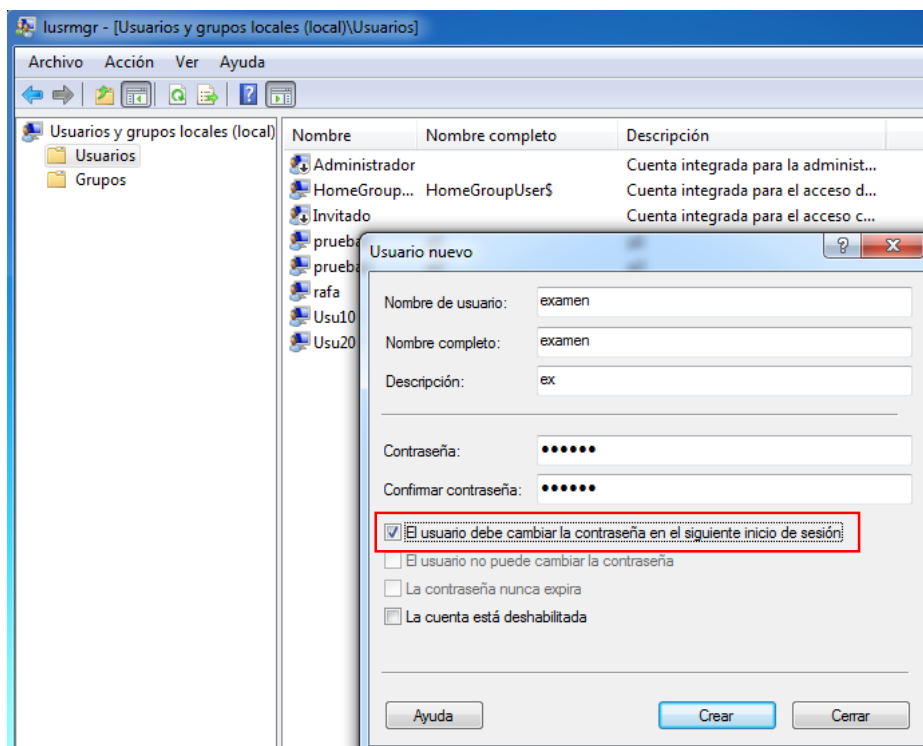 lusrmgr - [Usuarios y grupos locales (local)\Usuarios]
Archivo Acción Ver Ayuda
Usuarios y grupos locales (local)
Usuarios
Grupos
Nombre Nombre completo Descripción
Administrador Cuenta integrada para la administ...
HomeGroup... HomeGroupUser$ Cuenta integrada para el acceso d...
Invitado Cuenta integrada para el acceso c...
prueba
prueba
rafa
Usu10
Usu20
Usuario nuevo
Nombre de usuario: examen
Nombre completo: examen
Descripción: ex
Contraseña: ●●●●●●
Confirmar contraseña: ●●●●●●
El usuario debe cambiar la contraseña en el siguiente inicio de sesión
El usuario no puede cambiar la contraseña
La contraseña nunca expira
La cuenta está deshabilitada
Ayuda Crear Cerrar